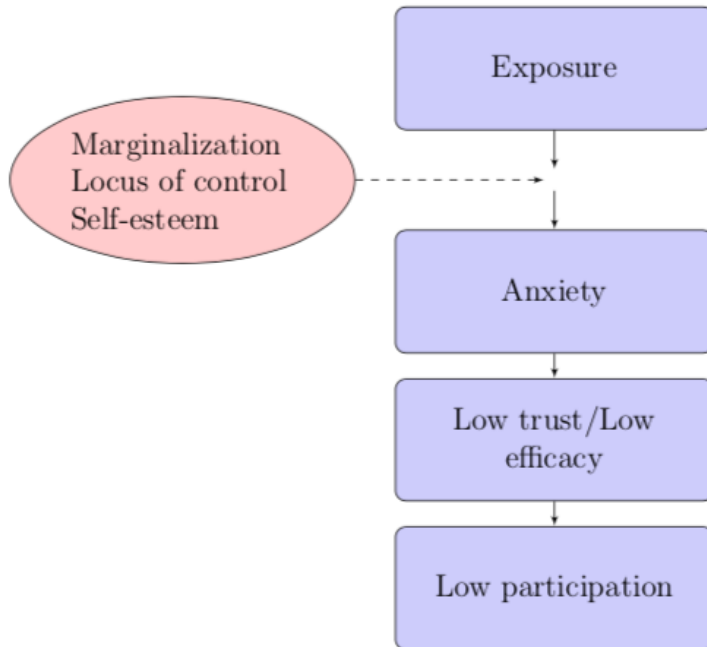 Exposure
Marginalization
Locus of control
Self-esteem
Anxiety
Low trust/Low
efficacy
Low participation